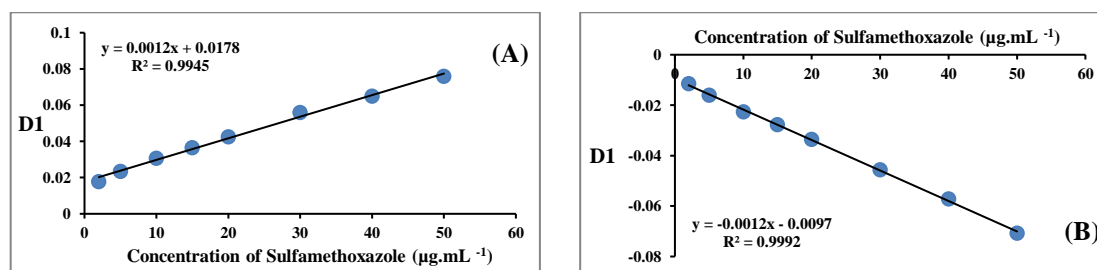 y = 0.0012x + 0.0178
R² = 0.9945
(A)
D1
0.1
0.08
0.06
0.04
0.02
0
0 10 20 30 40 50 60
Concentration of Sulfamethoxazole (µg.mL ⁻¹)
Concentration of Sulfamethoxazole (µg.mL ⁻¹)
0 10 20 30 40 50 60
0
-0.02
-0.04
-0.06
-0.08
D1
y = -0.0012x - 0.0097
R² = 0.9992
(B)